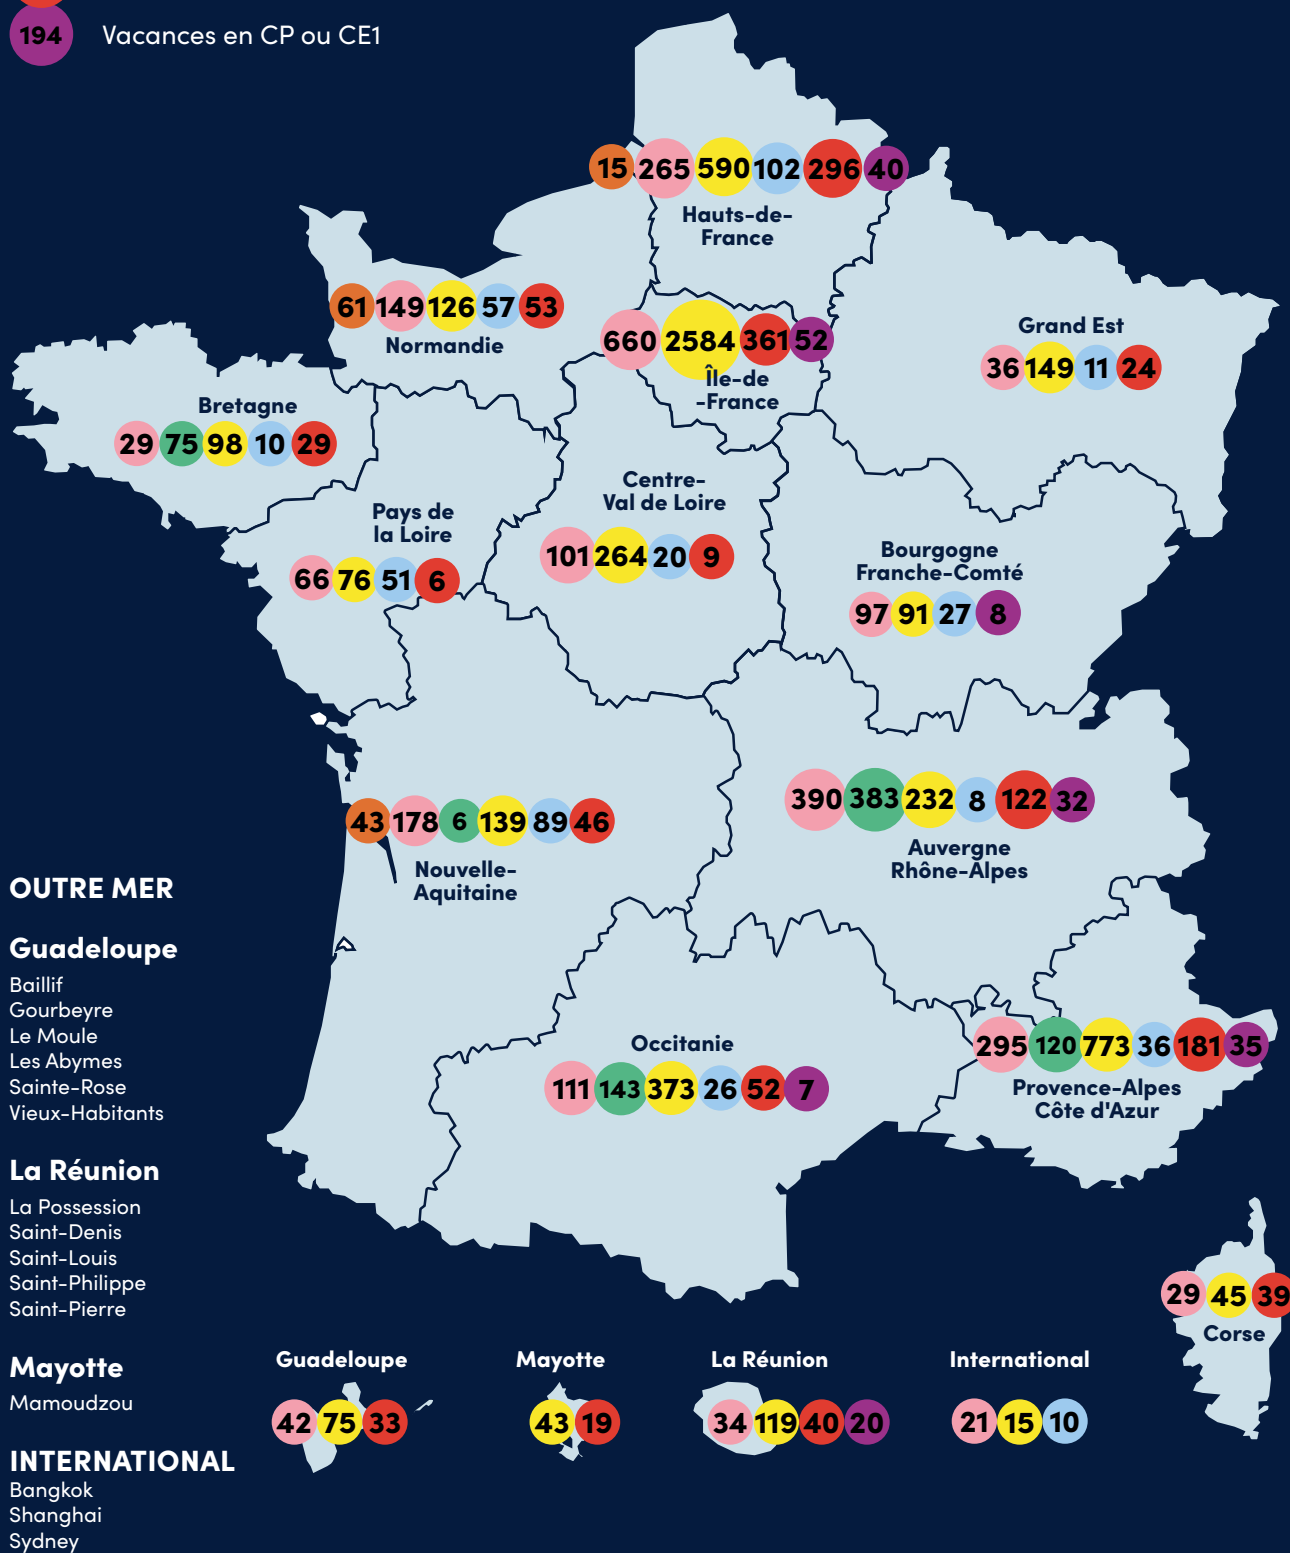 194 Vacances en CP ou CE1
15 265 590 102 296 40
Hauts-de-
France
61 149 126 57 53
Normandie
660 2584 361 52
Île-de
-France
Grand Est
36 149 11 24
Bretagne
29 75 98 10 29
Centre-
Val de Loire
101 264 20 9
Pays de
la Loire
66 76 51 6
Bourgogne
Franche-Comté
97 91 27 8
390 383 232 8 122 32
Auvergne
Rhône-Alpes
43 178 6 139 89 46
Nouvelle-
Aquitaine
Occitanie
111 143 373 26 52 7
295 120 773 36 181 35
Provence-Alpes
Côte d'Azur
29 45 39
Corse
OUTRE MER
Guadeloupe
Baillif
Gourbeyre
Le Moule
Les Abymes
Sainte-Rose
Vieux-Habitants
La Réunion
La Possession
Saint-Denis
Saint-Louis
Saint-Philippe
Saint-Pierre
Mayotte
Mamoudzou
INTERNATIONAL
Bangkok
Shanghai
Sydney
Guadeloupe
42 75 33
Mayotte
43 19
La Réunion
34 119 40 20
International
21 15 10